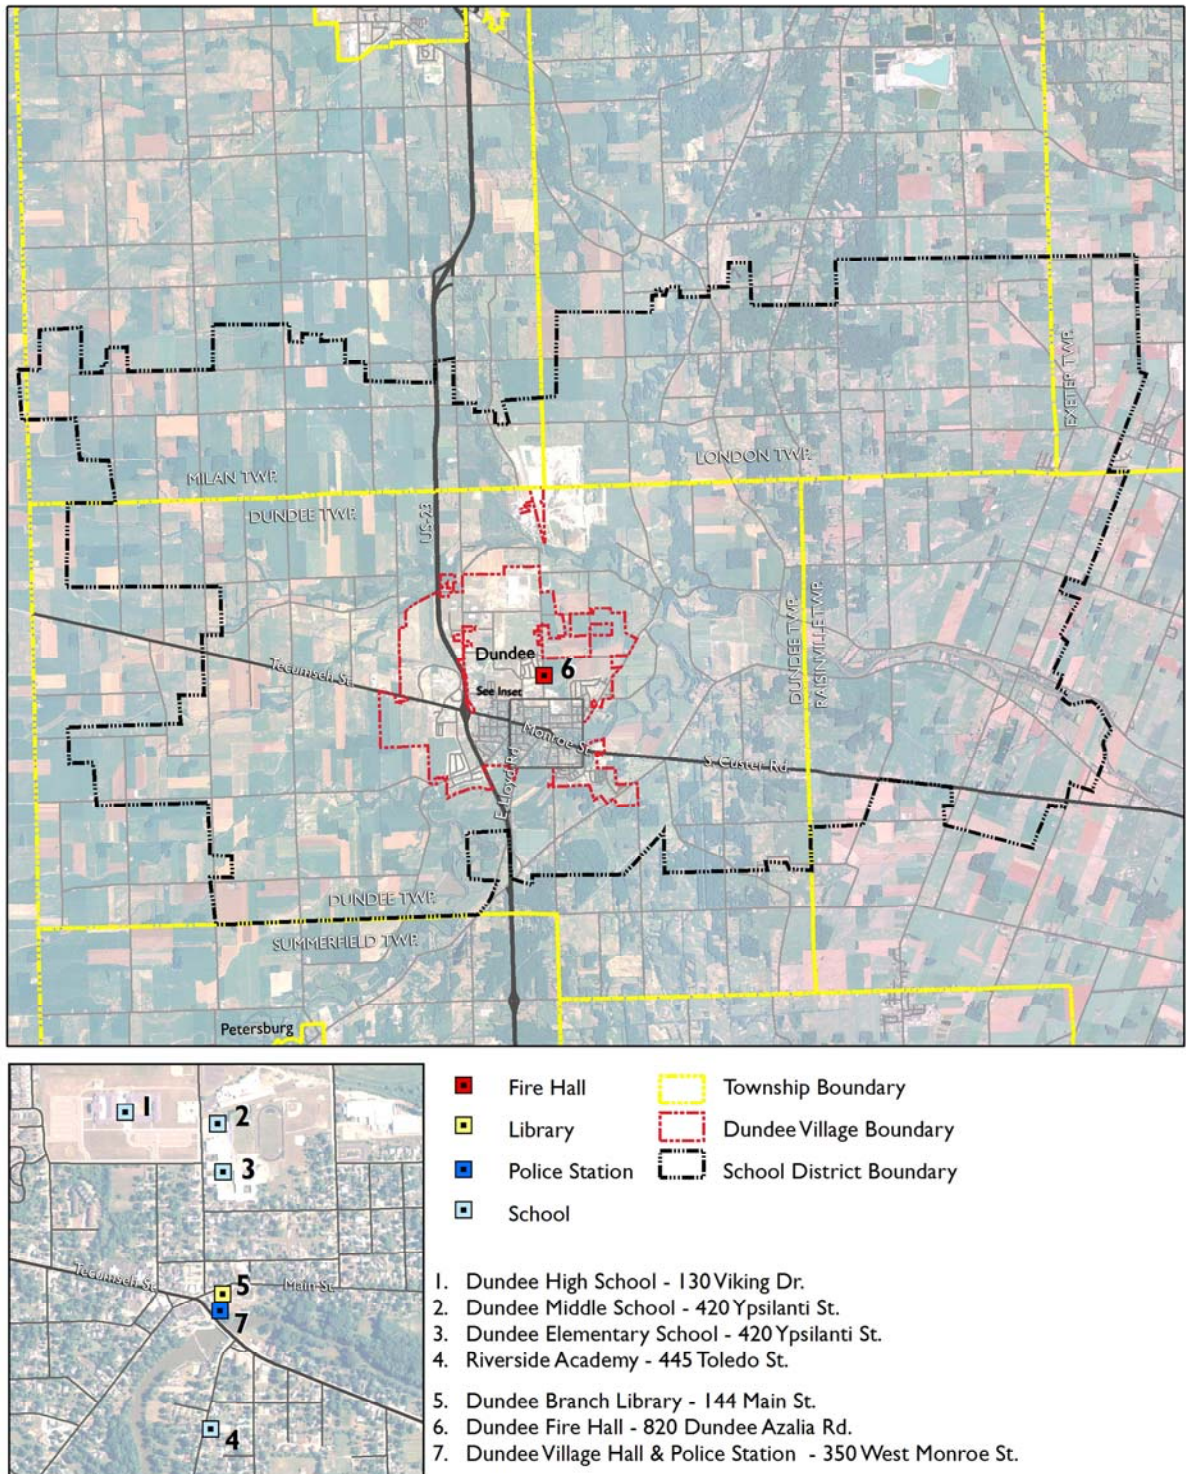 EXETER TWP.
LONDON TWP.
MILAN TWP.
DUNDEE TWP.
US-23
DUNDEE TWP.
RAISINVILLE TWP.
Dundee
6
Tecumseh St.
See Inset
Monroe St.
S. Custer Rd.
E. Lloyd Rd.
DUNDEE TWP.
SUMMERFIELD TWP.
Petersburg
1
2
3
Tecumseh St.
5
Main St.
7
4
Fire Hall
Township Boundary
Library
Dundee Village Boundary
Police Station
School District Boundary
School
1. Dundee High School - 130 Viking Dr.
2. Dundee Middle School - 420 Ypsilanti St.
3. Dundee Elementary School - 420 Ypsilanti St.
4. Riverside Academy - 445 Toledo St.
5. Dundee Branch Library - 144 Main St.
6. Dundee Fire Hall - 820 Dundee Azalia Rd.
7. Dundee Village Hall & Police Station - 350 West Monroe St.